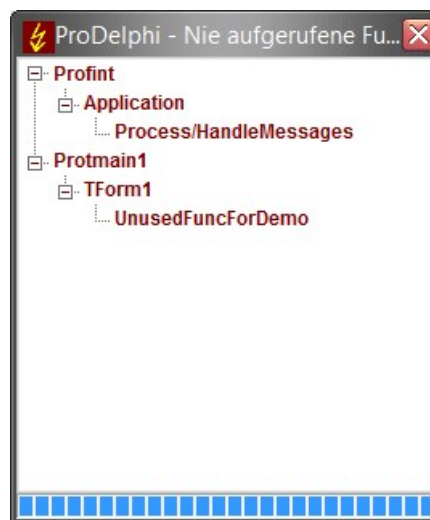 ProDelphi - Nie aufgerufene Fu...
Profint
Application
Process/HandleMessages
Protmain1
TForm1
UnusedFuncForDemo